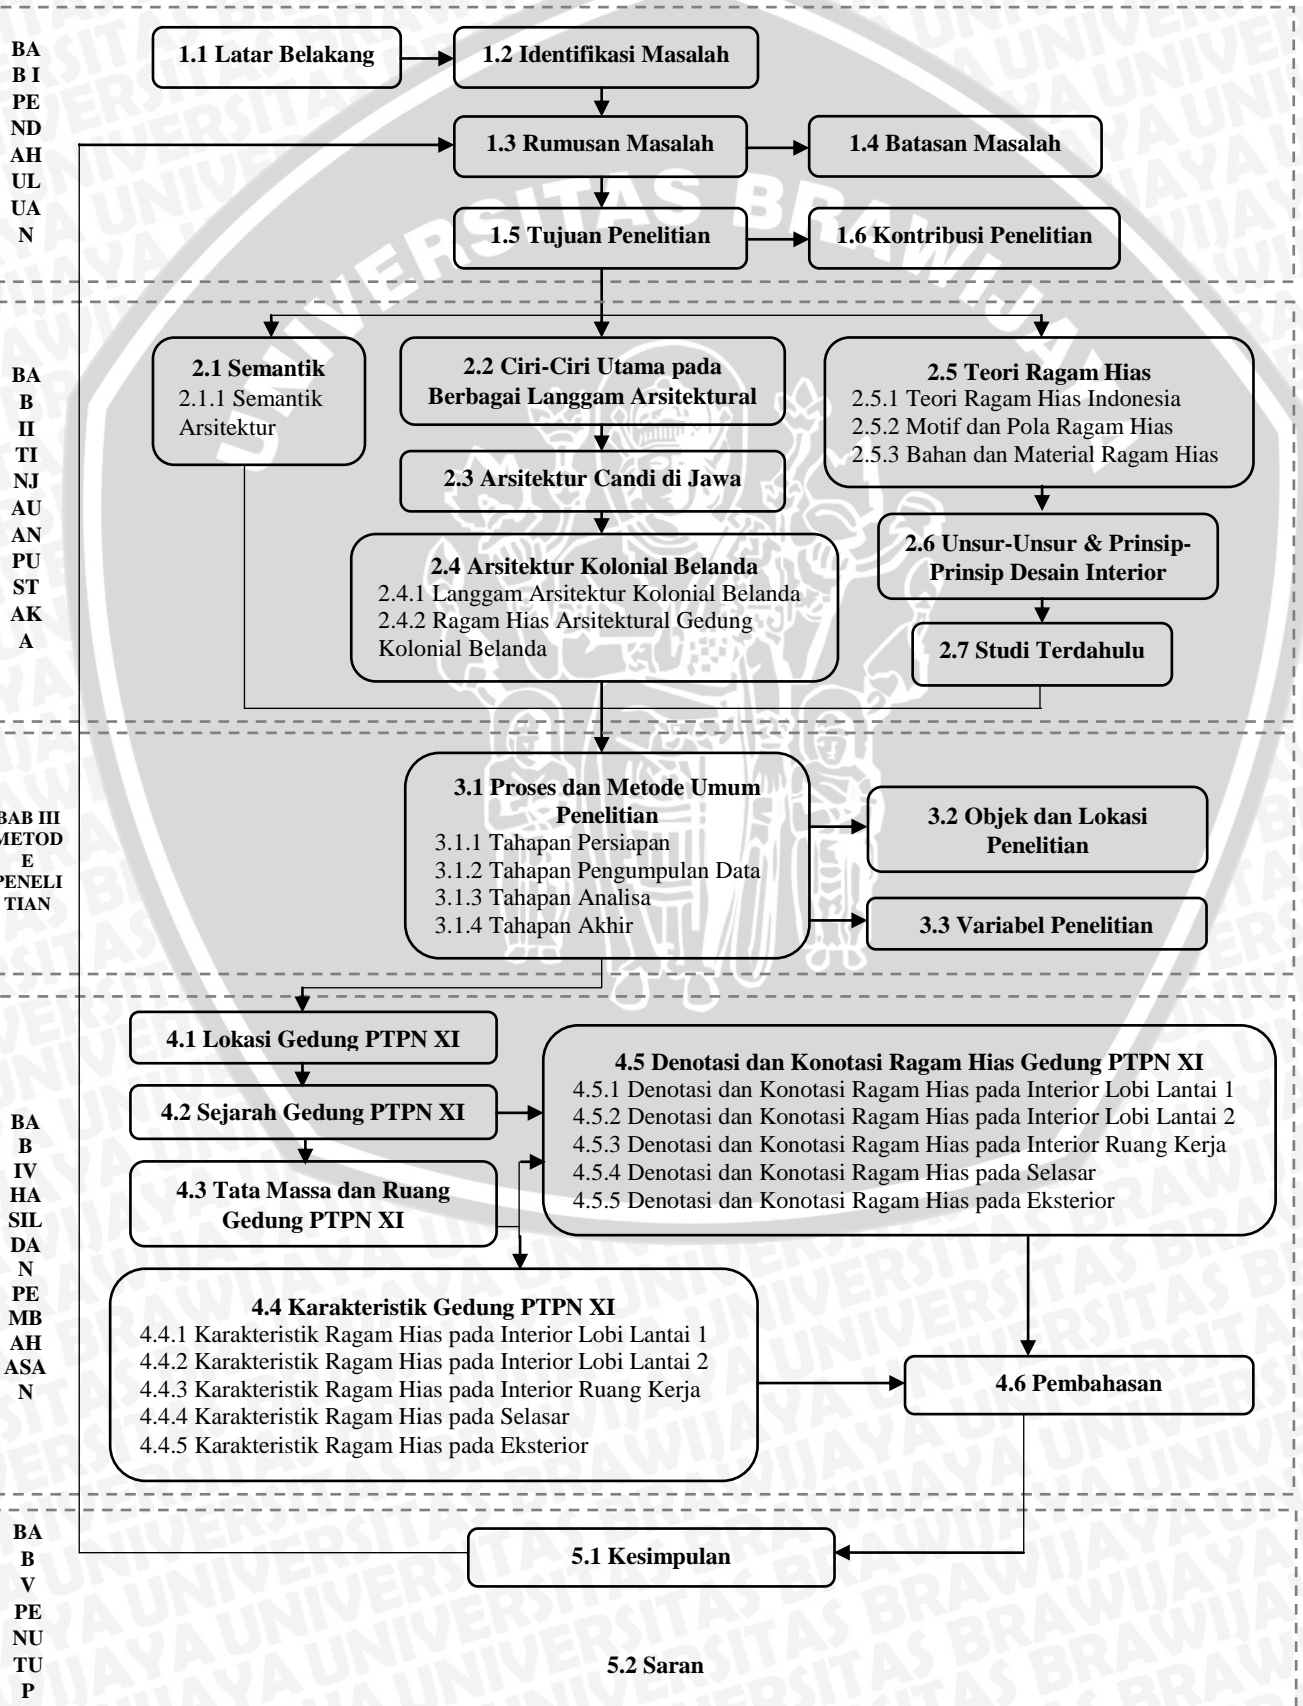 BA
B I
PE
ND
AH
UL
UA
N
1.1 Latar Belakang
1.2 Identifikasi Masalah
1.3 Rumusan Masalah
1.4 Batasan Masalah
1.5 Tujuan Penelitian
1.6 Kontribusi Penelitian
UNIVERSITAS BRAWIJAYA
BA
B
II
TI
NJ
AU
AN
PU
ST
AK
A
2.1 Semantik
2.1.1 Semantik
Arsitektur
2.2 Ciri-Ciri Utama pada
Berbagai Langgam Arsitektural
2.3 Arsitektur Candi di Jawa
2.4 Arsitektur Kolonial Belanda
2.4.1 Langgam Arsitektur Kolonial Belanda
2.4.2 Ragam Hias Arsitektural Gedung
Kolonial Belanda
2.5 Teori Ragam Hias
2.5.1 Teori Ragam Hias Indonesia
2.5.2 Motif dan Pola Ragam Hias
2.5.3 Bahan dan Material Ragam Hias
2.6 Unsur-Unsur & Prinsip-
Prinsip Desain Interior
2.7 Studi Terdahulu
BAB III
METOD
E
PENELI
TIAN
3.1 Proses dan Metode Umum
Penelitian
3.1.1 Tahapan Persiapan
3.1.2 Tahapan Pengumpulan Data
3.1.3 Tahapan Analisa
3.1.4 Tahapan Akhir
3.2 Objek dan Lokasi
Penelitian
3.3 Variabel Penelitian
BA
B
IV
HA
SIL
DA
N
PE
MB
AH
ASA
N
4.1 Lokasi Gedung PTPN XI
4.2 Sejarah Gedung PTPN XI
4.3 Tata Massa dan Ruang
Gedung PTPN XI
4.5 Denotasi dan Konotasi Ragam Hias Gedung PTPN XI
4.5.1 Denotasi dan Konotasi Ragam Hias pada Interior Lobi Lantai 1
4.5.2 Denotasi dan Konotasi Ragam Hias pada Interior Lobi Lantai 2
4.5.3 Denotasi dan Konotasi Ragam Hias pada Interior Ruang Kerja
4.5.4 Denotasi dan Konotasi Ragam Hias pada Selasar
4.5.5 Denotasi dan Konotasi Ragam Hias pada Eksterior
4.4 Karakteristik Gedung PTPN XI
4.4.1 Karakteristik Ragam Hias pada Interior Lobi Lantai 1
4.4.2 Karakteristik Ragam Hias pada Interior Lobi Lantai 2
4.4.3 Karakteristik Ragam Hias pada Interior Ruang Kerja
4.4.4 Karakteristik Ragam Hias pada Selasar
4.4.5 Karakteristik Ragam Hias pada Eksterior
4.6 Pembahasan
BA
B
V
PE
NU
TU
P
5.1 Kesimpulan
5.2 Saran